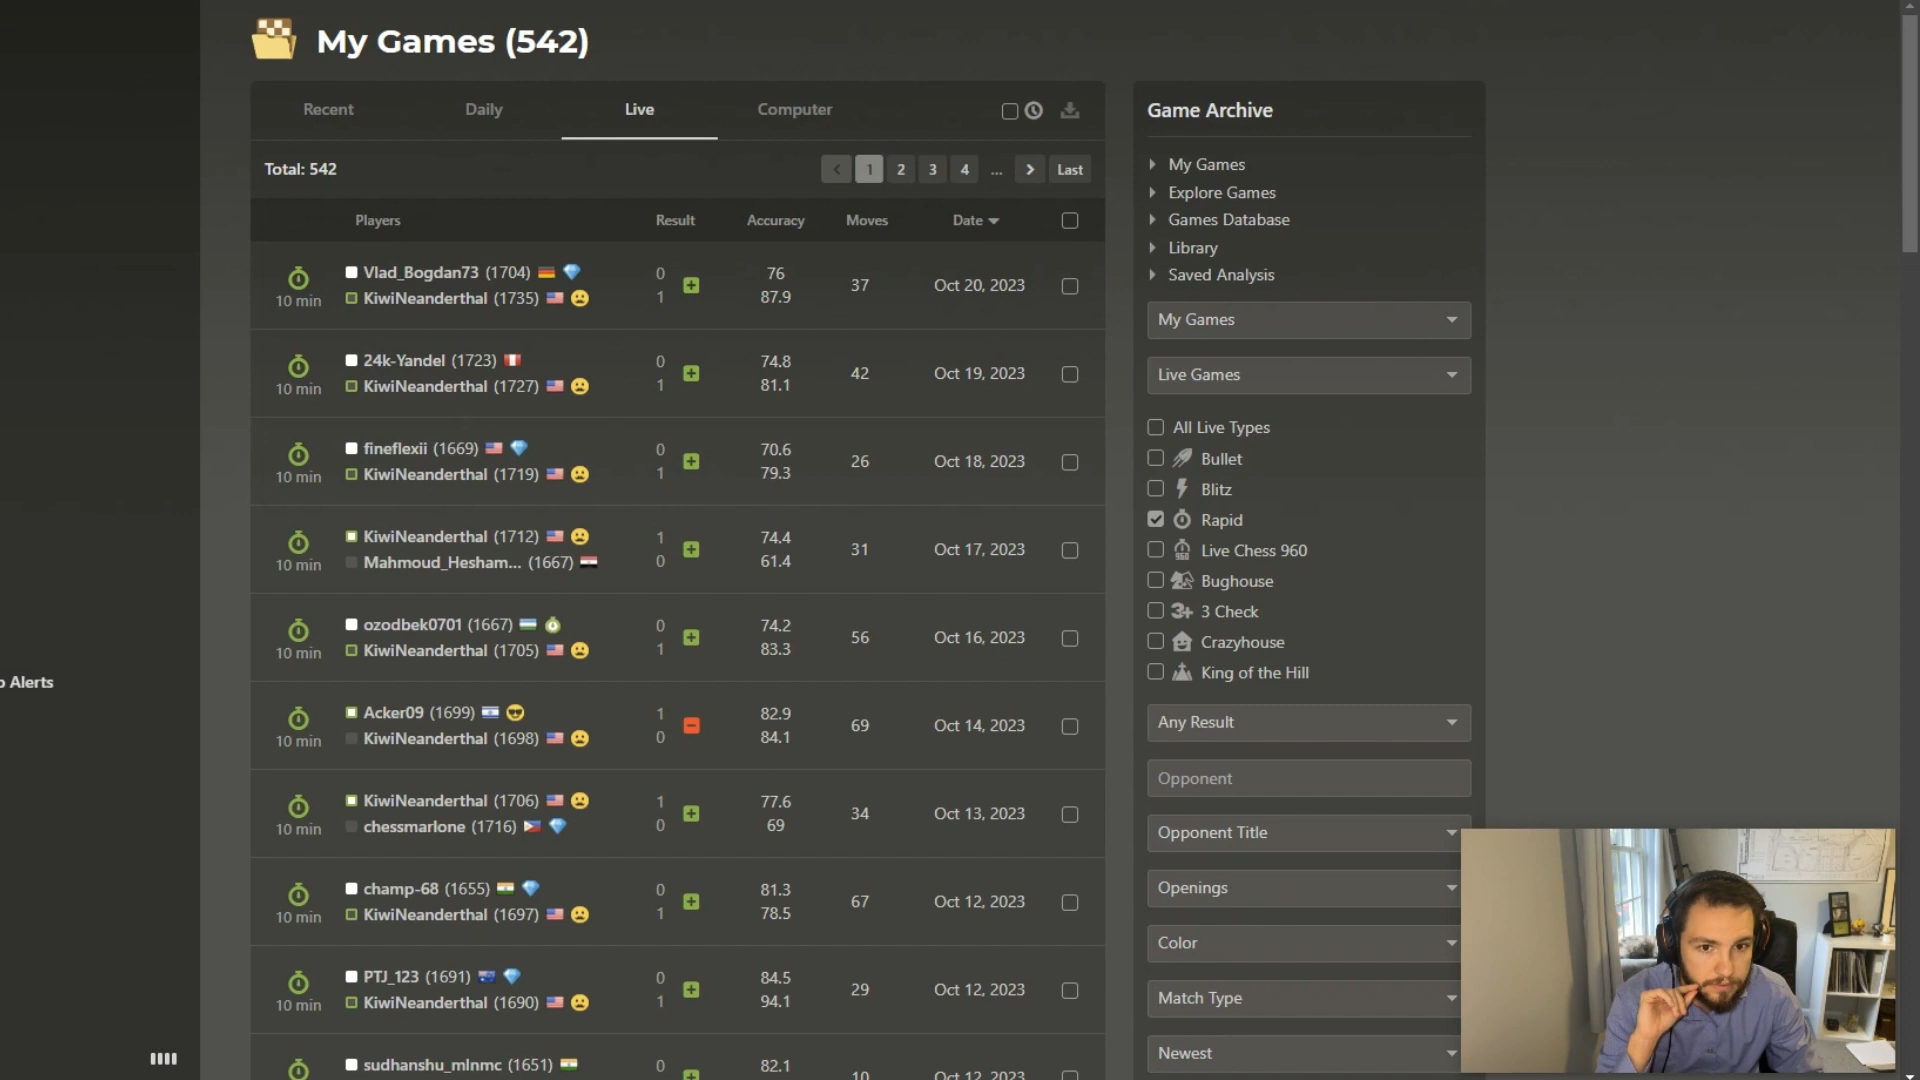 My Games (542)
Recent Daily Live Computer
Total: 542
1 2 3 4 ... Last
Players Result Accuracy Moves Date
10 min
Vlad_Bogdan73 (1704) 0 76
KiwiNeanderthal (1735) 1 87.9
37 Oct 20, 2023
10 min
24k-Yandel (1723) 0 74.8
KiwiNeanderthal (1727) 1 81.1
42 Oct 19, 2023
10 min
fineflexii (1669) 0 70.6
KiwiNeanderthal (1719) 1 79.3
26 Oct 18, 2023
10 min
KiwiNeanderthal (1712) 1 74.4
Mahmoud_Hesham... (1667) 0 61.4
31 Oct 17, 2023
10 min
ozodbek0701 (1667) 0 74.2
KiwiNeanderthal (1705) 1 83.3
56 Oct 16, 2023
10 min
Acker09 (1699) 1 82.9
KiwiNeanderthal (1698) 0 84.1
69 Oct 14, 2023
10 min
KiwiNeanderthal (1706) 1 77.6
chessmarlone (1716) 0 69
34 Oct 13, 2023
10 min
champ-68 (1655) 0 81.3
KiwiNeanderthal (1697) 1 78.5
67 Oct 12, 2023
10 min
PTJ_123 (1691) 0 84.5
KiwiNeanderthal (1690) 1 94.1
29 Oct 12, 2023
sudhanshu_mlnmc (1651) 0 82.1
10 Oct 12, 2023
Game Archive
My Games
Explore Games
Games Database
Library
Saved Analysis
My Games
Live Games
All Live Types
Bullet
Blitz
Rapid
960 Live Chess 960
Bughouse
3+ 3 Check
Crazyhouse
King of the Hill
Any Result
Opponent
Opponent Title
Openings
Color
Match Type
Newest
Alerts